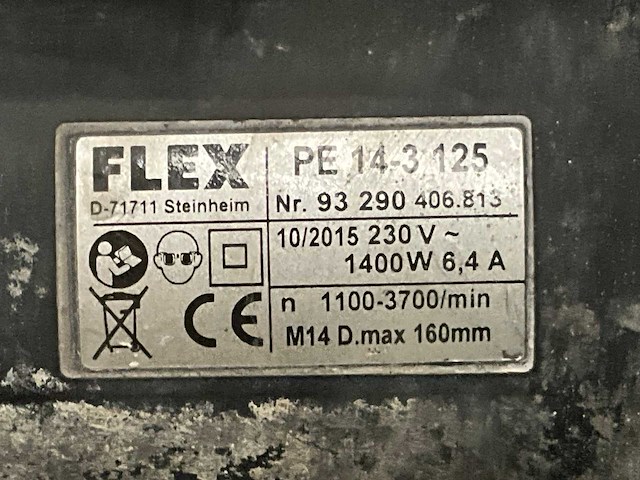 FLEX
D-71711 Steinheim
PE 14-3 125
Nr. 93 290 406.813
10/2015 230 V ~
1400W 6,4 A
CE
n 1100-3700/min
M14 D.max 160mm